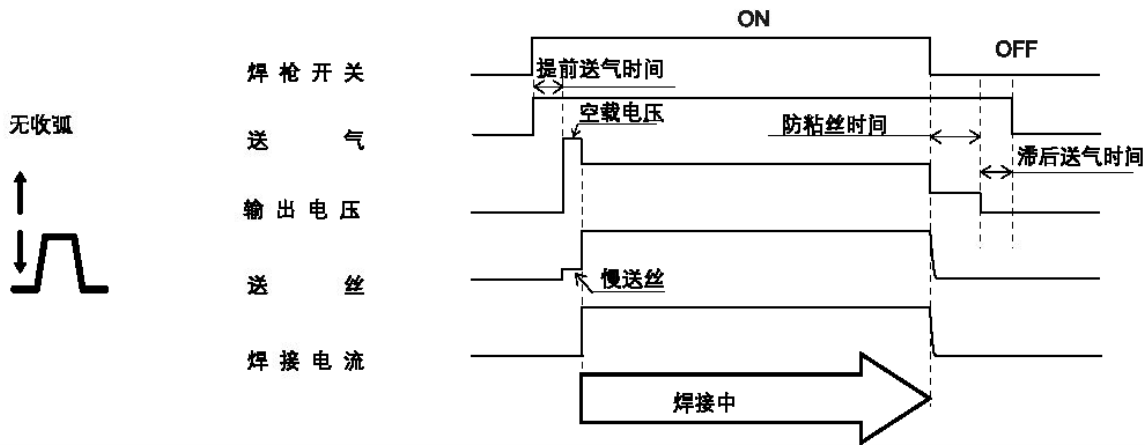 ON
OFF
焊枪开关
提前送气时间
空载电压
无收弧
送气
防粘丝时间
滞后送气时间
输出电压
送丝
慢送丝
焊接电流
焊接中